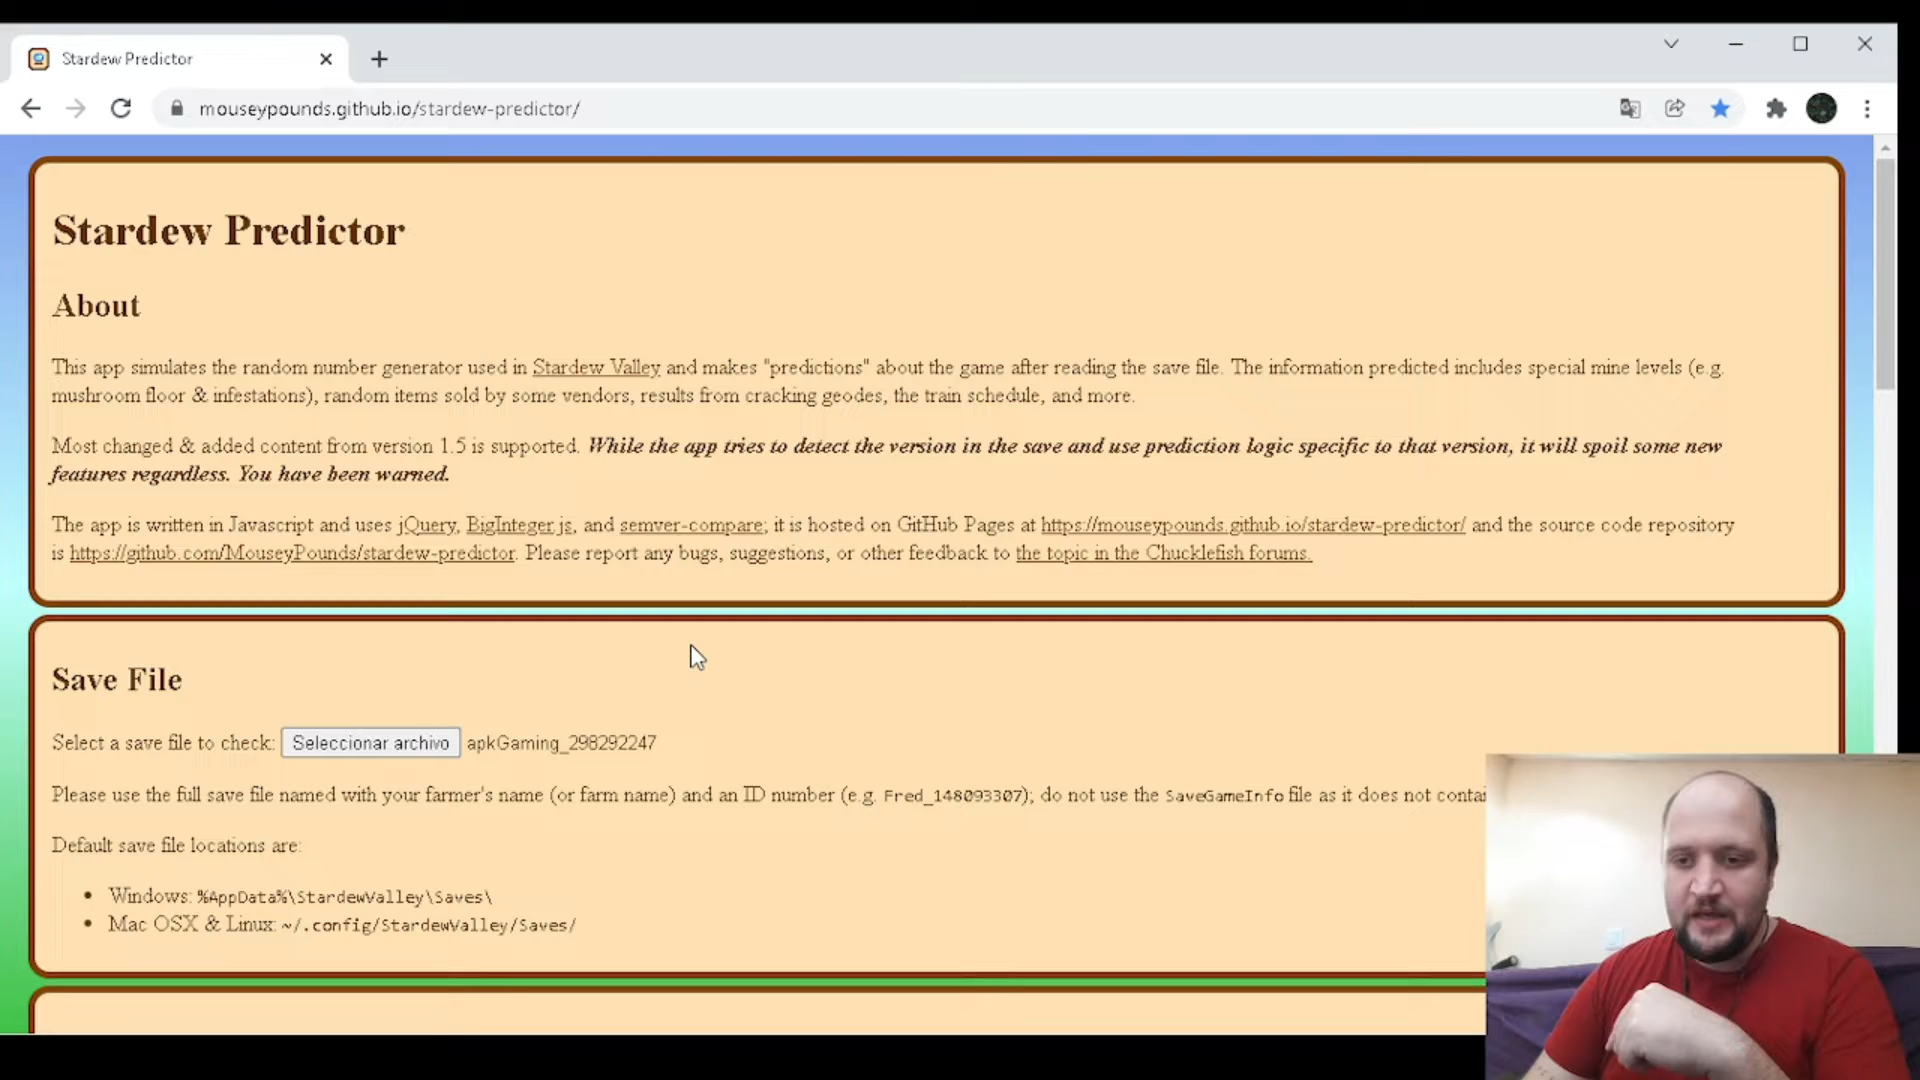 Stardew Predictor
mouseypounds.github.io/stardew-predictor/
Stardew Predictor
About
This app simulates the random number generator used in Stardew Valley and makes "predictions" about the game after reading the save file. The information predicted includes special mine levels (e.g.
mushroom floor & infestations), random items sold by some vendors, results from cracking geodes, the train schedule, and more.
Most changed & added content from version 1.5 is supported. While the app tries to detect the version in the save and use prediction logic specific to that version, it will spoil some new
features regardless. You have been warned.
The app is written in Javascript and uses jQuery, BigInteger.js, and semver-compare; it is hosted on GitHub Pages at https://mouseypounds.github.io/stardew-predictor/ and the source code repository
is https://github.com/MouseyPounds/stardew-predictor. Please report any bugs, suggestions, or other feedback to the topic in the Chucklefish forums.
Save File
Select a save file to check: Seleccionar archivo apkGaming_298292247
Please use the full save file named with your farmer's name (or farm name) and an ID number (e.g. Fred_148093307); do not use the SaveGameInfo file as it does not contai
Default save file locations are:
• Windows: %AppData%\StardewValley\Saves\
• Mac OSX & Linux: ~/.config/StardewValley/Saves/